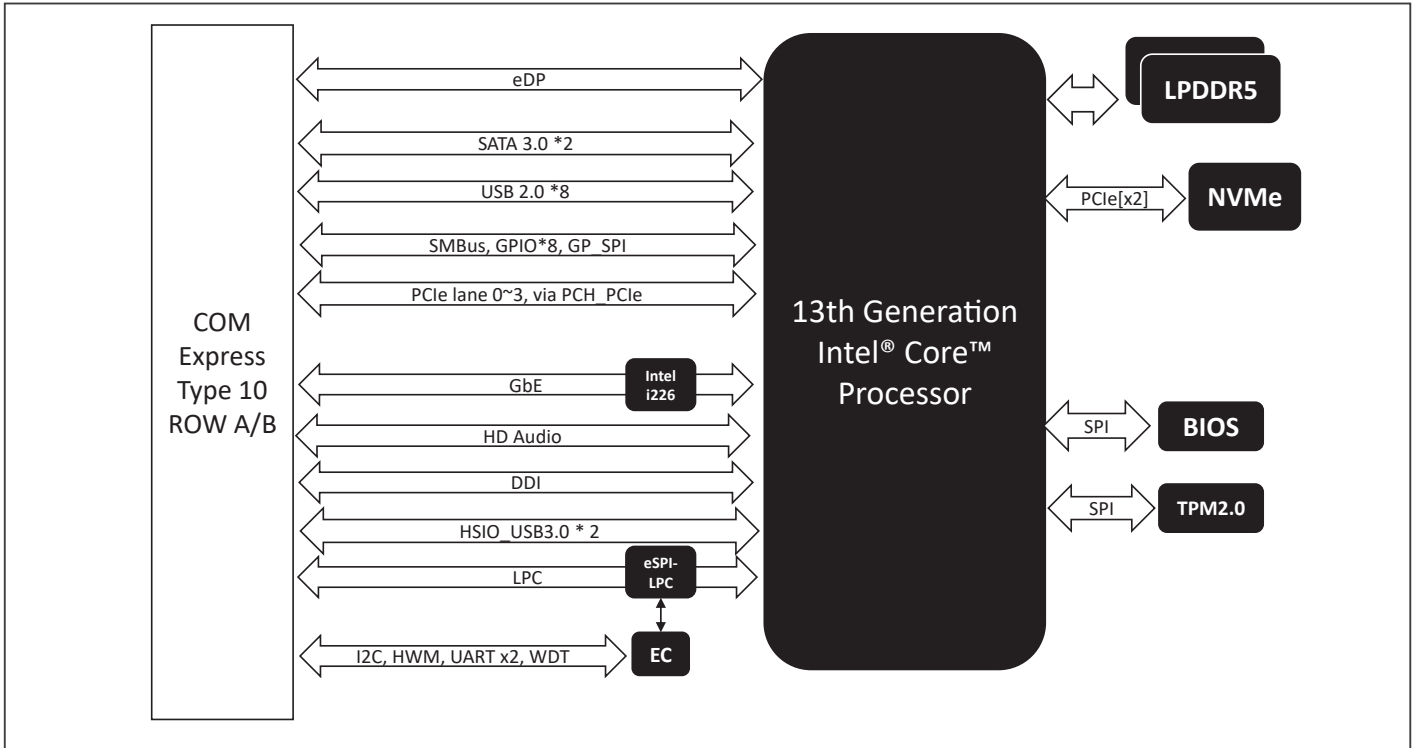 eDP
SATA 3.0 *2
USB 2.0 *8
SMBus, GPIO*8, GP_SPI
PCIe lane 0~3, via PCH_PCIe
COM
Express
Type 10
ROW A/B
GbE
Intel
i226
HD Audio
DDI
HSIO_USB3.0 * 2
LPC
eSPI-
LPC
I2C, HWM, UART x2, WDT
EC
13th Generation
Intel® Core™
Processor
LPDDR5
PCIe[x2]
NVMe
SPI
BIOS
SPI
TPM2.0